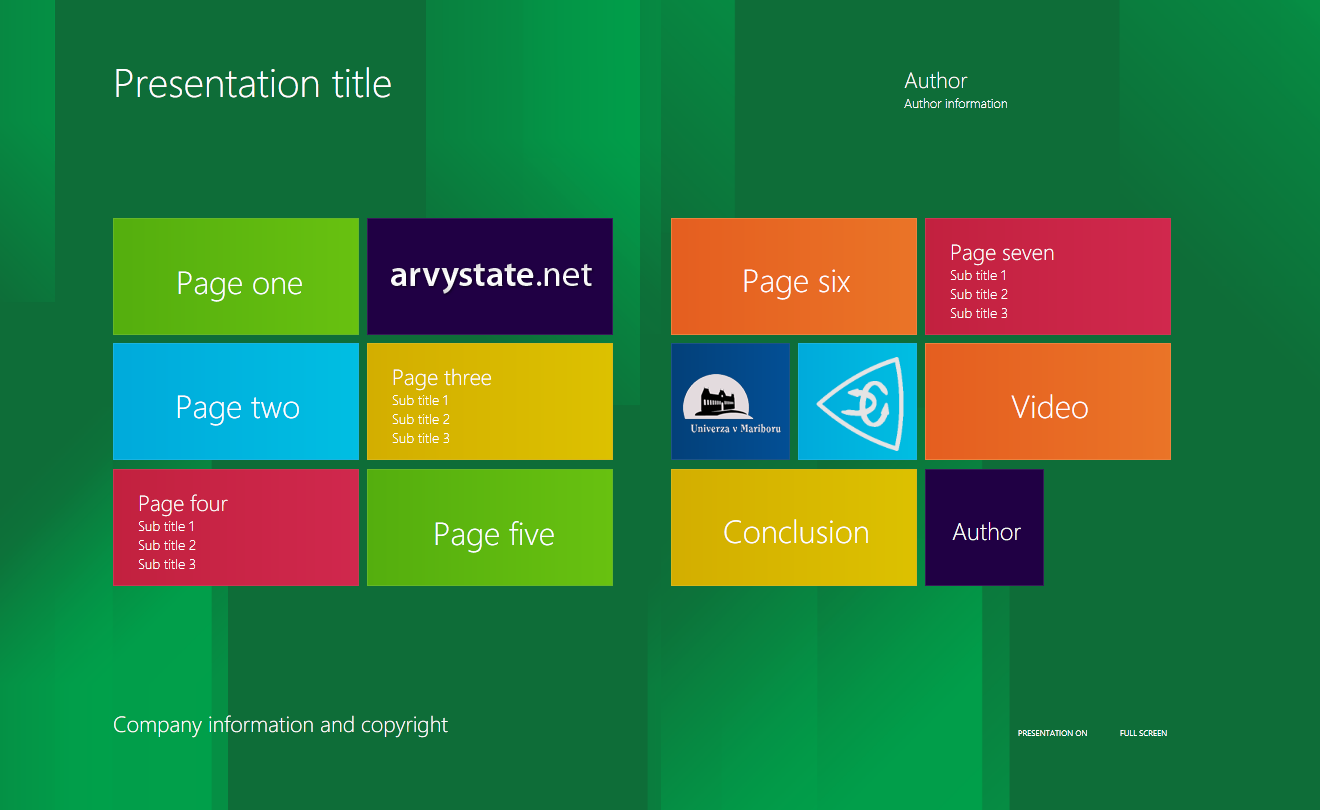 Presentation title
Author
Author information
Page one
arvystate.net
Page two
Page three
Sub title 1
Sub title 2
Sub title 3
Page four
Sub title 1
Sub title 2
Sub title 3
Page five
Page six
Page seven
Sub title 1
Sub title 2
Sub title 3
Univerza v Mariboru
Video
Conclusion
Author
Company information and copyright
PRESENTATION ON
FULL SCREEN